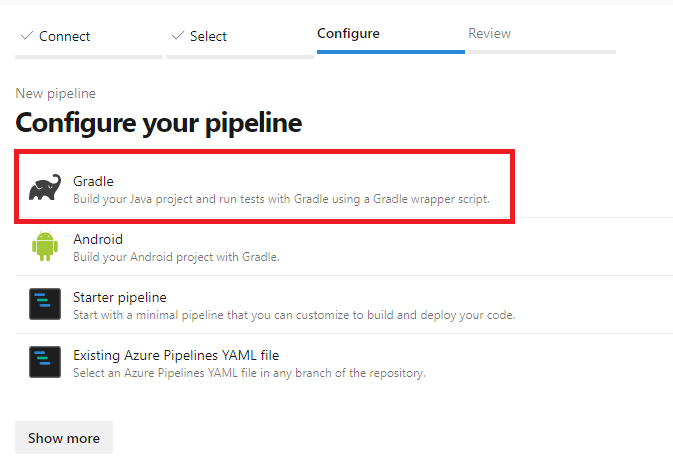 Connect
Select
Configure
Review
New pipeline
Configure your pipeline
Gradle
Build your Java project and run tests with Gradle using a Gradle wrapper script.
Android
Build your Android project with Gradle.
Starter pipeline
Start with a minimal pipeline that you can customize to build and deploy your code.
Existing Azure Pipelines YAML file
Select an Azure Pipelines YAML file in any branch of the repository.
Show more